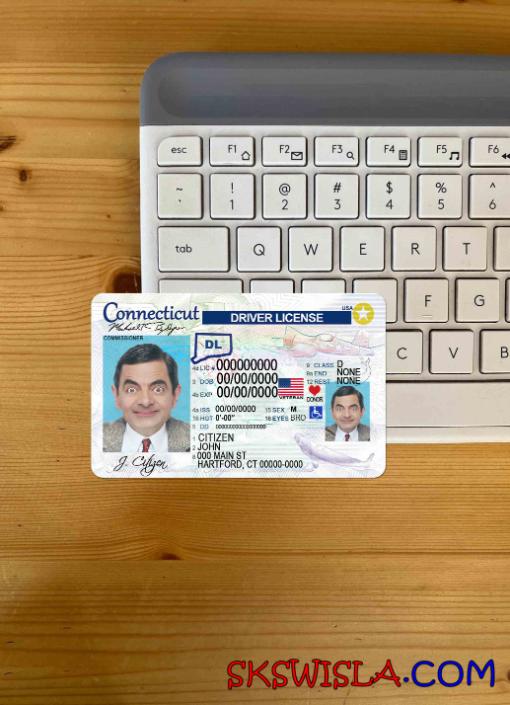 esc F1 F2 F3 F4 F5 F6
~ ! @ # $ % ^
` 1 2 3 4 5 6
tab Q W E R T
F G
C V B
Connecticut
USA
DRIVER LICENSE
COMMISSIONER
DL
4d LIC # 000000000
9 CLASS D
9a END NONE
3 DOB 00/00/0000
12 REST NONE
4b EXP 00/00/0000
VETERAN
DONOR
4a ISS 00/00/0000 15 SEX M
16 HGT 0'-00" 18 EYES BRO
5 DD 0000000000000000
1 CITIZEN
2 JOHN
8 000 MAIN ST
HARTFORD, CT 00000-0000
J. Citizen
SKSWISLA.COM